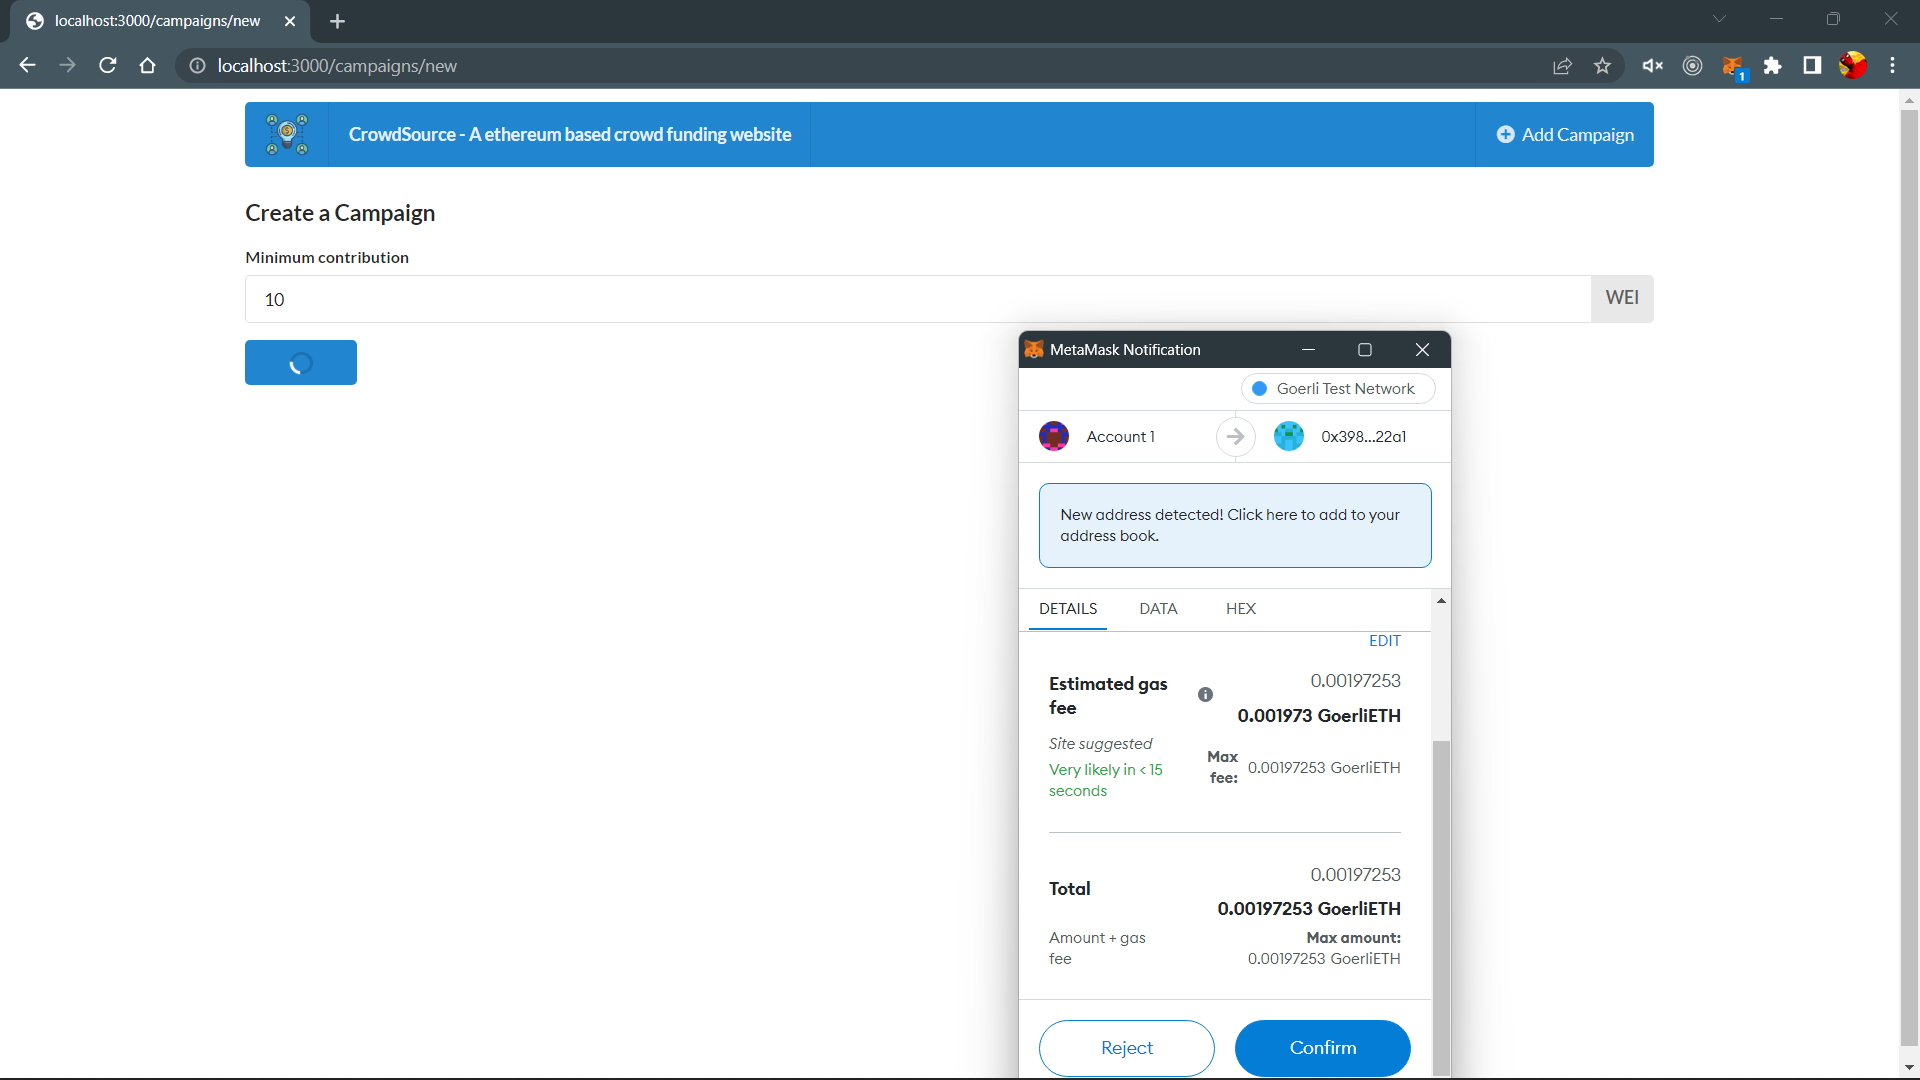 localhost:3000/campaigns/new
localhost:3000/campaigns/new
1
CrowdSource - A ethereum based crowd funding website
Add Campaign
Create a Campaign
Minimum contribution
10
WEI
MetaMask Notification
Goerli Test Network
Account 1
0x398...22a1
New address detected! Click here to add to your
address book.
DETAILS DATA HEX
EDIT
Estimated gas
fee
0.00197253
0.001973 GoerliETH
Site suggested
Very likely in < 15
seconds
Max
fee:
0.00197253 GoerliETH
Total
0.00197253
0.00197253 GoerliETH
Amount + gas
fee
Max amount:
0.00197253 GoerliETH
Reject
Confirm